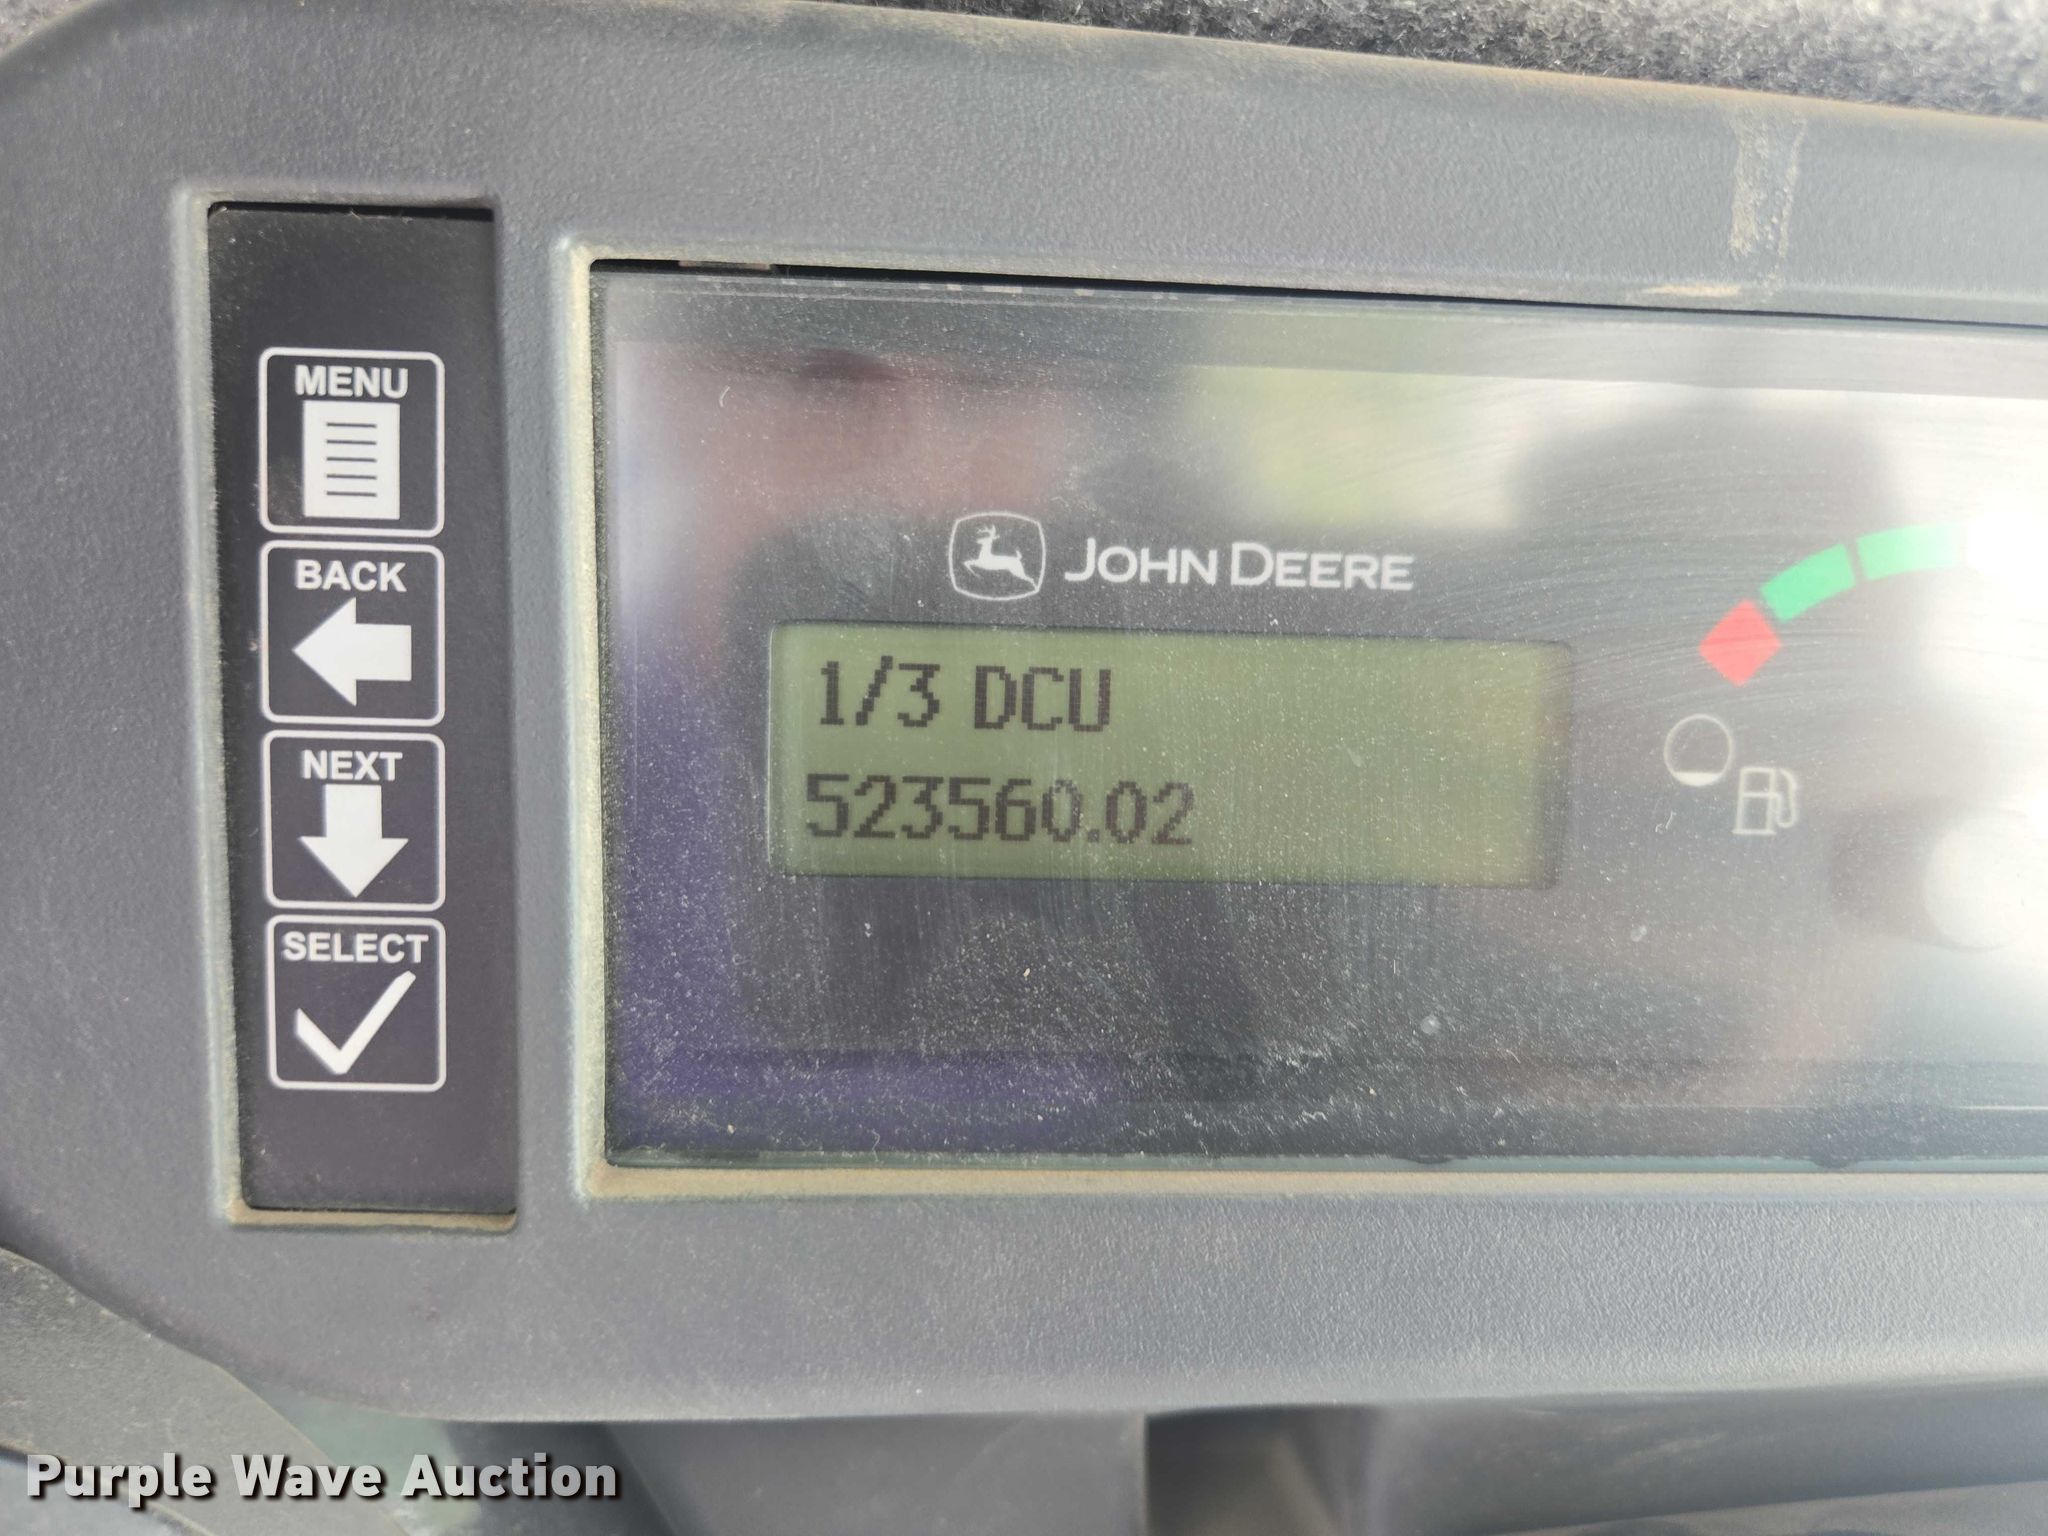 MENU
BACK
NEXT
SELECT
JOHN DEERE
1/3 DCU
523560.02
Purple Wave Auction